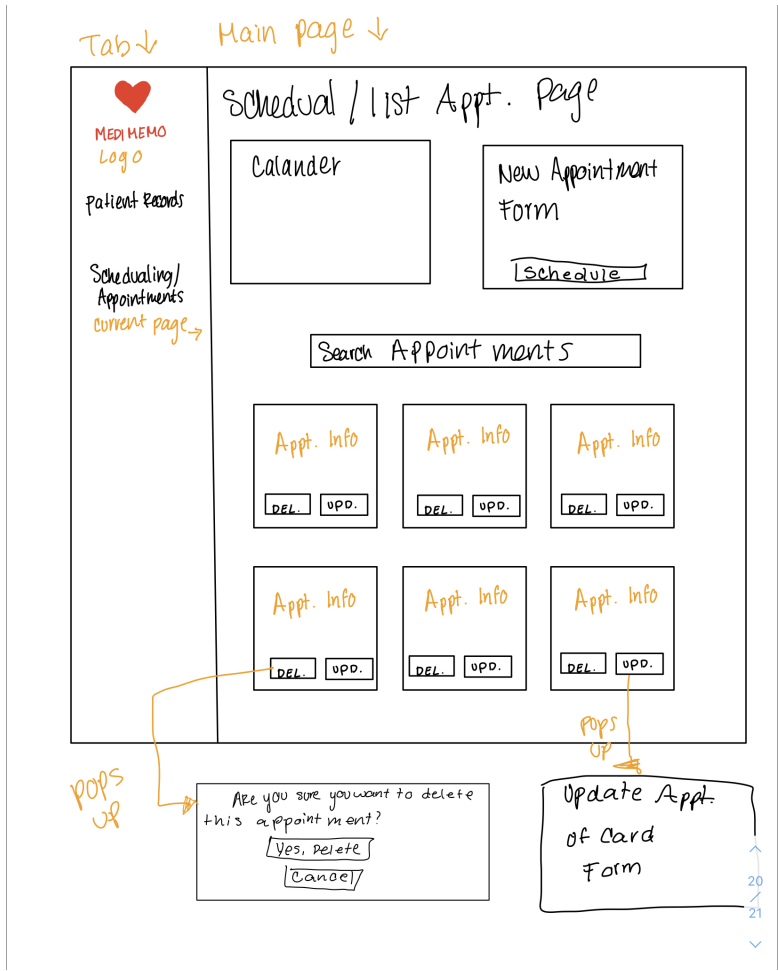 Tab↓
Main page ↓
MEDIMEMO
Logo
Patient Records
Schedualing/
Appointments
current page→
Schedual/list Appt. Page
Calander
New Appointment
Form
Schedule
Search Appointments
Appt. Info
DEL. UPD.
Appt. Info
DEL. UPD.
Appt. Info
DEL. UPD.
Appt. Info
DEL. UPD.
Appt. Info
DEL. UPD.
Appt. Info
DEL. UPD.
Pops
UP
Pops
UP
Are you sure you want to delete
this appointment?
Yes, Delete
Cancel
Update Appt.
of Card
Form
20
/
21